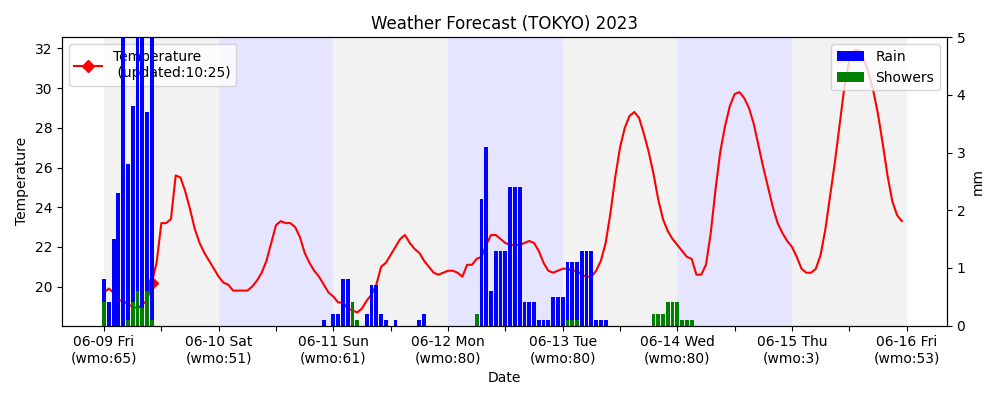 Weather Forecast (TOKYO) 2023
Temperature
(updated:10:25)
Rain
Showers
Temperature
32
30
28
26
24
22
20
5
4
3
2
1
0
mm
06-09 Fri
(wmo:65)
06-10 Sat
(wmo:51)
06-11 Sun
(wmo:61)
06-12 Mon
(wmo:80)
06-13 Tue
(wmo:80)
06-14 Wed
(wmo:80)
06-15 Thu
(wmo:3)
06-16 Fri
(wmo:53)
Date